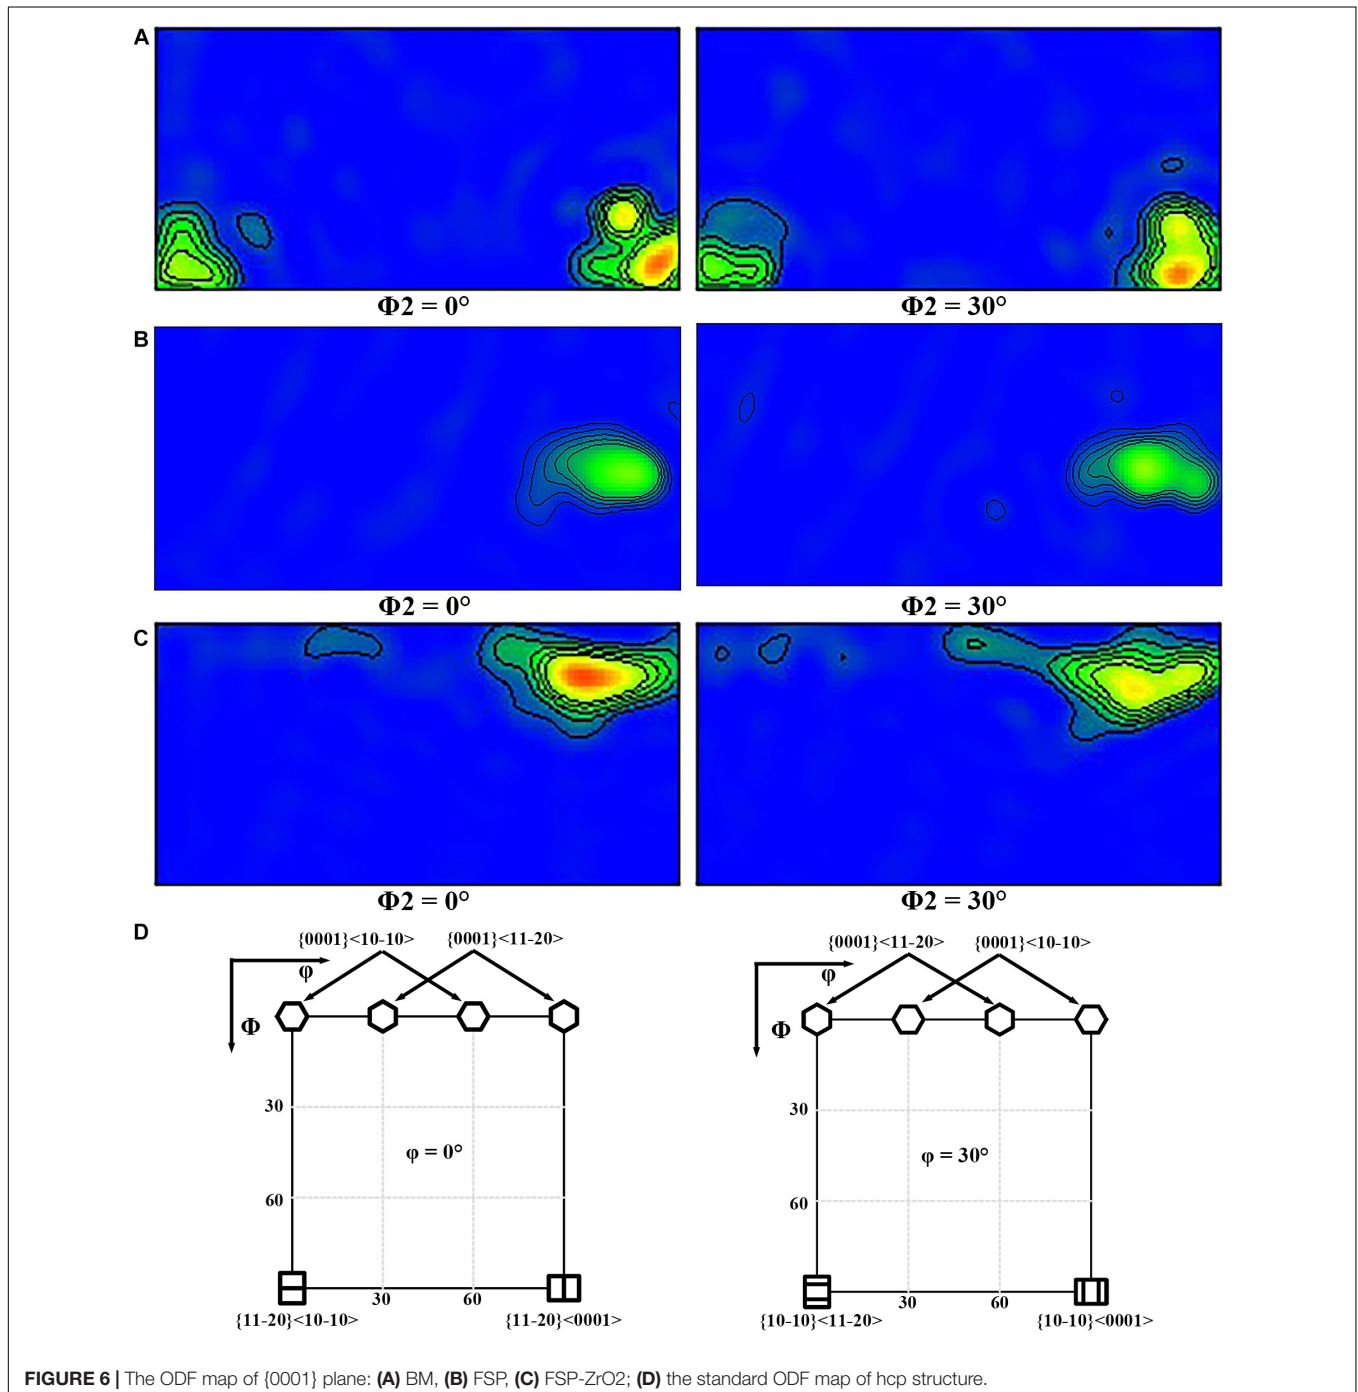 A
Φ2 = 0°
Φ2 = 30°
B
Φ2 = 0°
Φ2 = 30°
C
Φ2 = 0°
Φ2 = 30°
D
{0001}<10-10>
{0001}<11-20>
φ
Φ
30
φ = 0°
60
30
60
{11-20}<10-10>
{11-20}<0001>
{0001}<11-20>
{0001}<10-10>
φ
Φ
30
φ = 30°
60
30
60
{10-10}<11-20>
{10-10}<0001>
FIGURE 6 | The ODF map of {0001} plane: (A) BM, (B) FSP, (C) FSP-ZrO2; (D) the standard ODF map of hcp structure.